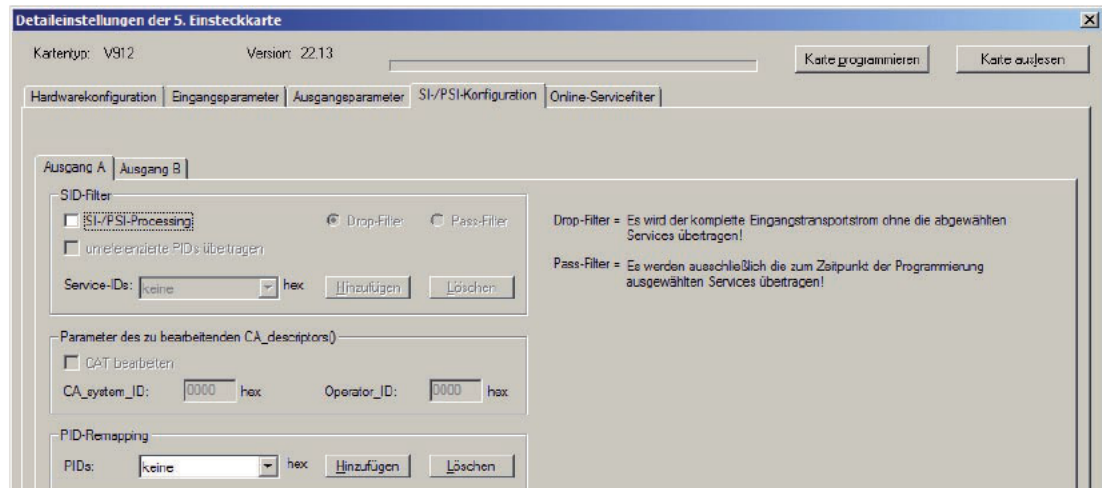 Detaileinstellungen der 5. Einsteckkarte
Kartentyp: V912 Version: 22.13 Karte programmieren Karte auslesen
Hardwarekonfiguration Eingangsparameter Ausgangsparameter SI-/PSI-Konfiguration Online-Servicefilter
Ausgang A Ausgang B
SID-Filter
SI-/PSI-Processing Drop-Filter Pass-Filter
unreferenzierte PIDs übertragen
Service-IDs: keine hex Hinzufügen Löschen
Drop-Filter = Es wird der komplette Eingangstransportstrom ohne die abgewählten
Services übertragen!
Pass-Filter = Es werden ausschließlich die zum Zeitpunkt der Programmierung
ausgewählten Services übertragen!
Parameter des zu bearbeitenden CA_descriptors()
CAT bearbeiten
CA_system_ID: 0000 hex Operator_ID: 0000 hex
PID-Remapping
PIDs: keine hex Hinzufügen Löschen